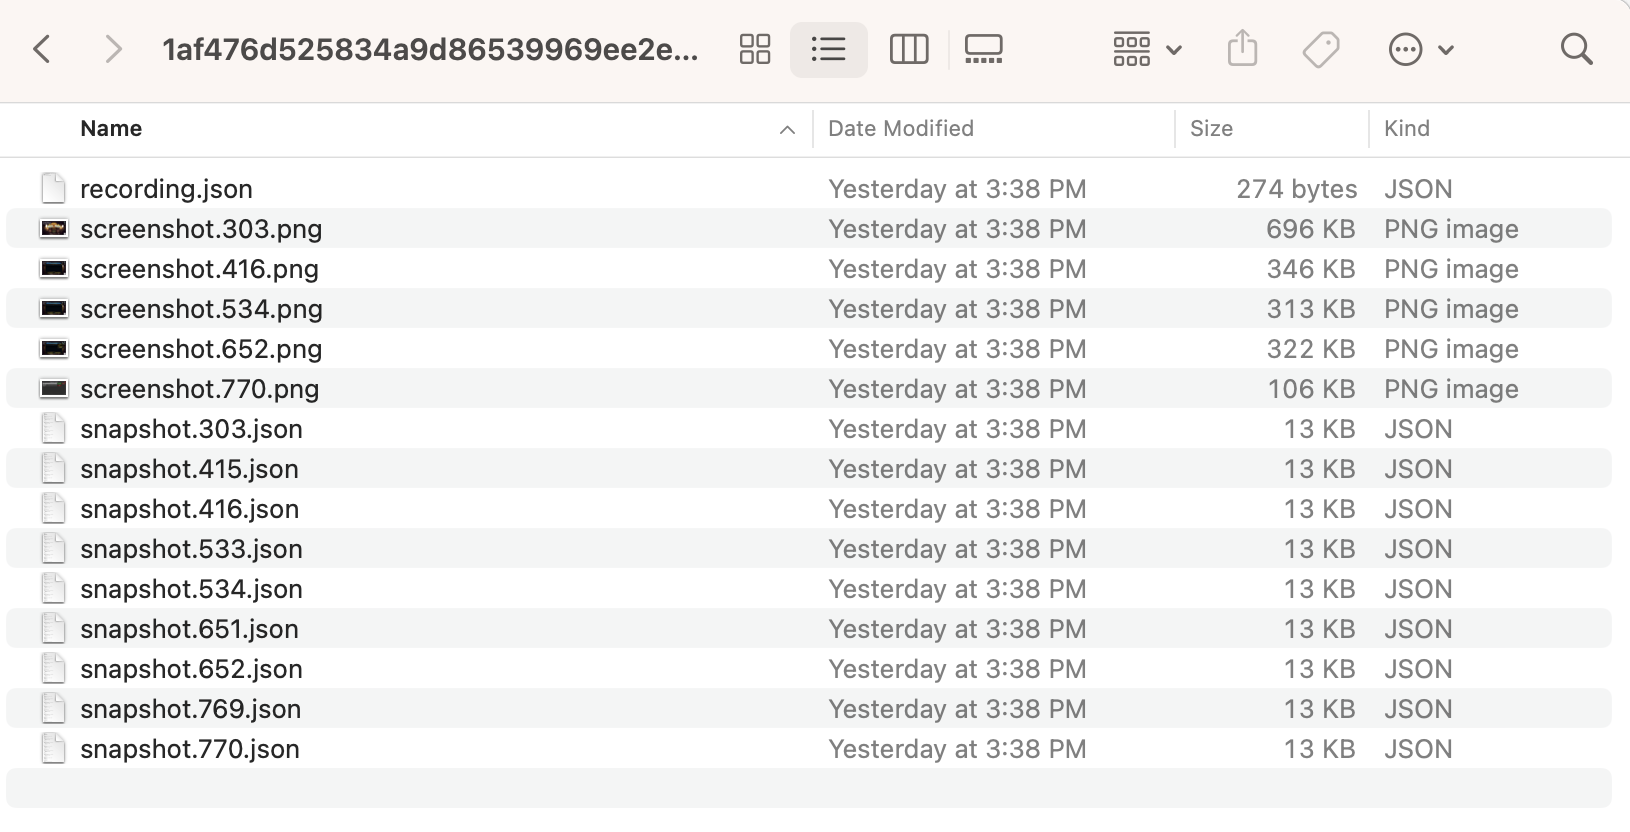 1af476d525834a9d86539969ee2e...
Name Date Modified Size Kind
recording.json Yesterday at 3:38 PM 274 bytes JSON
screenshot.303.png Yesterday at 3:38 PM 696 KB PNG image
screenshot.416.png Yesterday at 3:38 PM 346 KB PNG image
screenshot.534.png Yesterday at 3:38 PM 313 KB PNG image
screenshot.652.png Yesterday at 3:38 PM 322 KB PNG image
screenshot.770.png Yesterday at 3:38 PM 106 KB PNG image
snapshot.303.json Yesterday at 3:38 PM 13 KB JSON
snapshot.415.json Yesterday at 3:38 PM 13 KB JSON
snapshot.416.json Yesterday at 3:38 PM 13 KB JSON
snapshot.533.json Yesterday at 3:38 PM 13 KB JSON
snapshot.534.json Yesterday at 3:38 PM 13 KB JSON
snapshot.651.json Yesterday at 3:38 PM 13 KB JSON
snapshot.652.json Yesterday at 3:38 PM 13 KB JSON
snapshot.769.json Yesterday at 3:38 PM 13 KB JSON
snapshot.770.json Yesterday at 3:38 PM 13 KB JSON